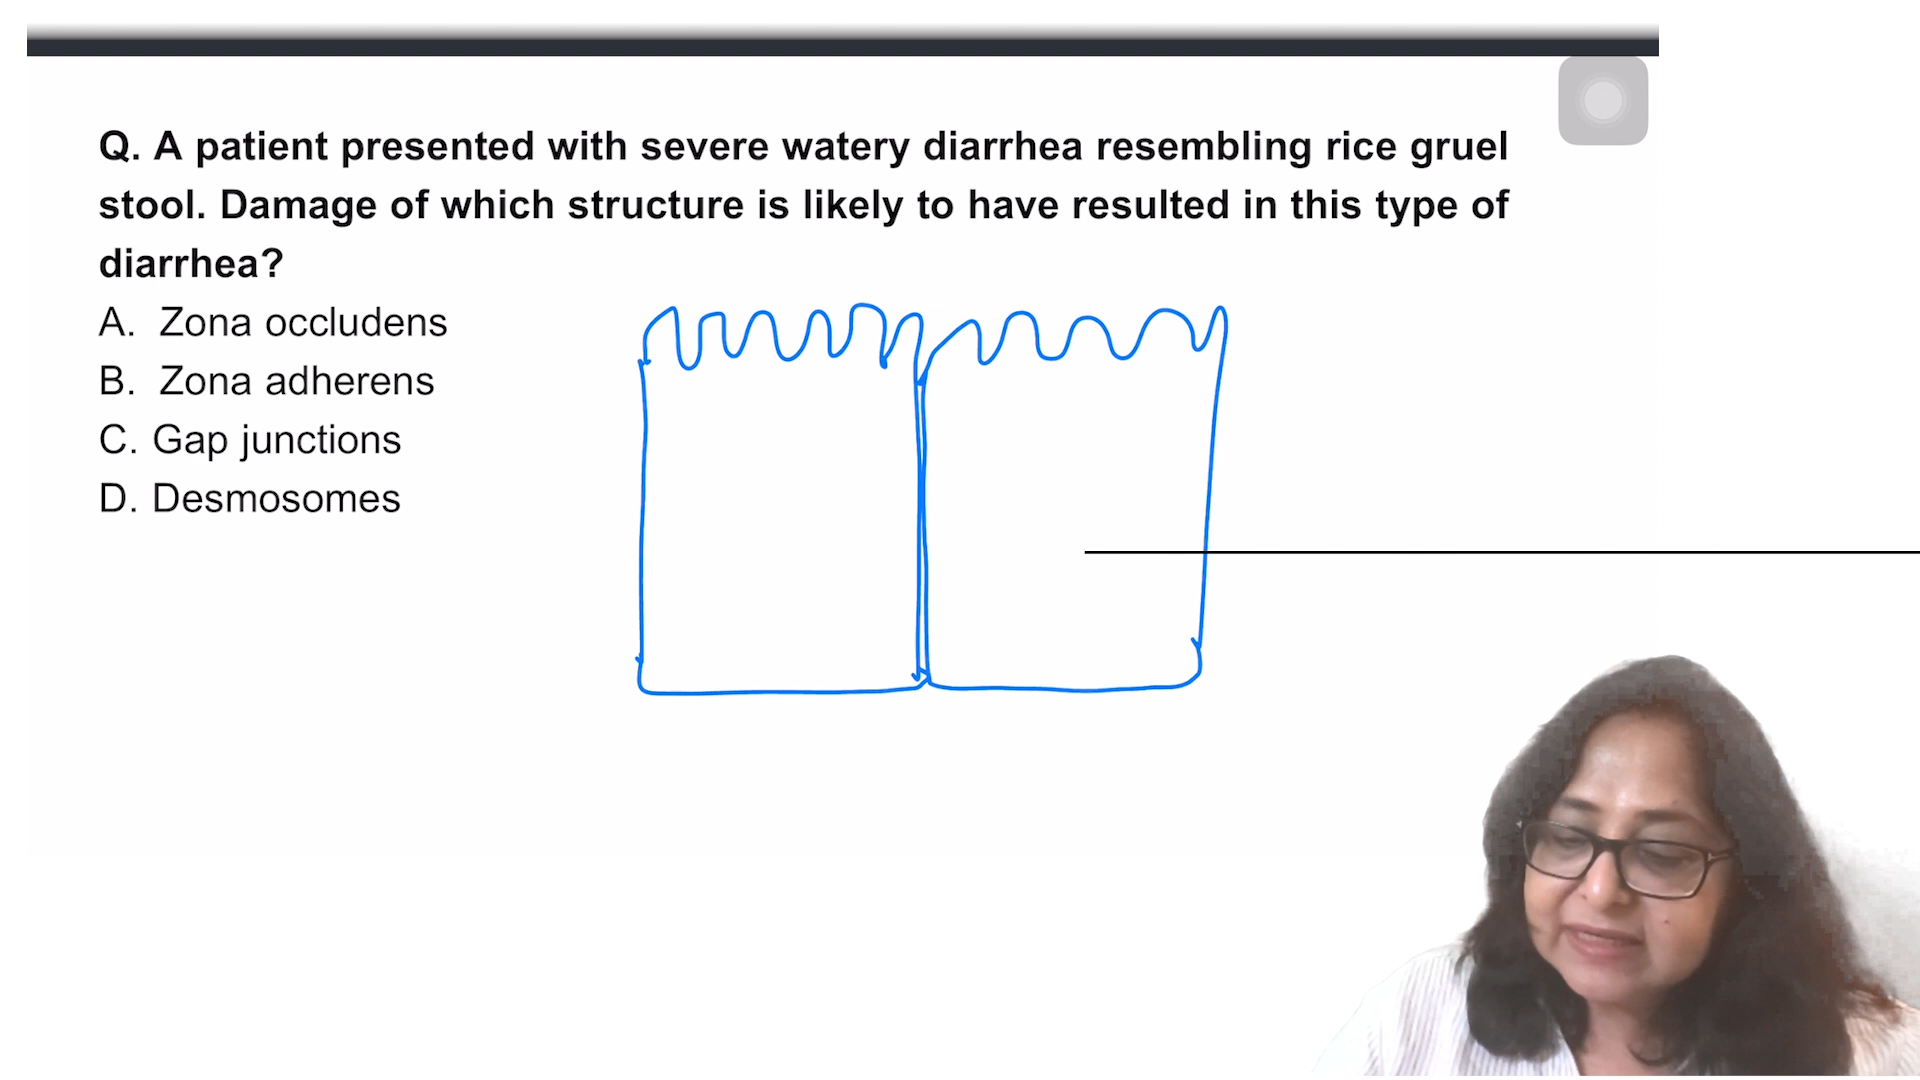 Q. A patient presented with severe watery diarrhea resembling rice gruel
stool. Damage of which structure is likely to have resulted in this type of
diarrhea?
A. Zona occludens
B. Zona adherens
C. Gap junctions
D. Desmosomes